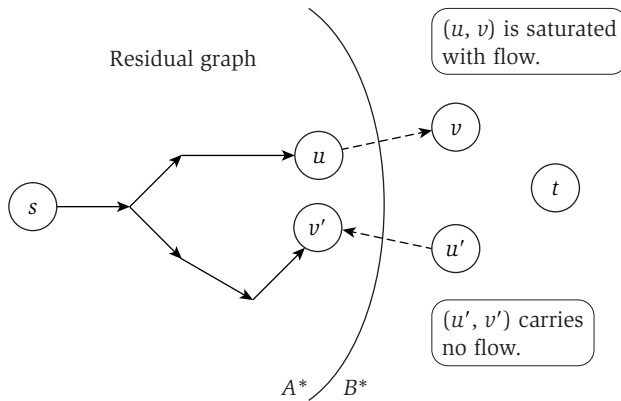 (u, v) is saturated
with flow.
Residual graph
v
u
t
s
v′
u′
(u′, v′) carries
no flow.
A* B*